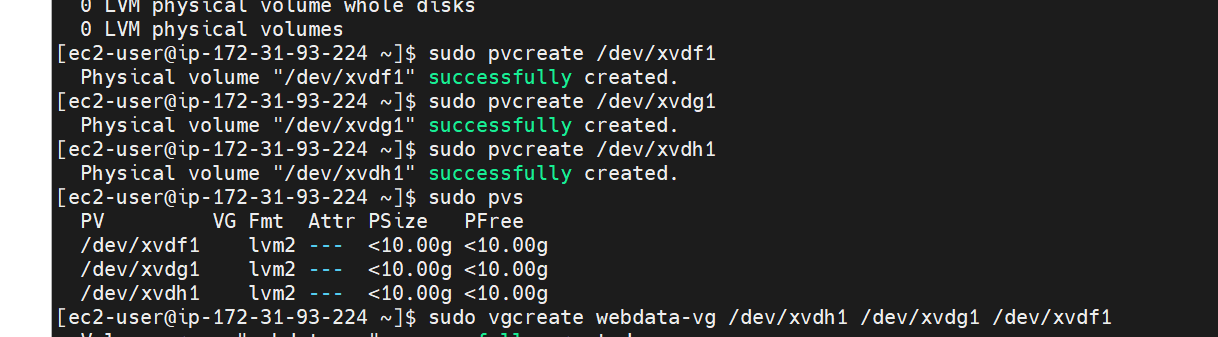 0 LVM physical volume whole disks
0 LVM physical volumes
[ec2-user@ip-172-31-93-224 ~]$ sudo pvcreate /dev/xvdf1
Physical volume "/dev/xvdf1" successfully created.
[ec2-user@ip-172-31-93-224 ~]$ sudo pvcreate /dev/xvdg1
Physical volume "/dev/xvdg1" successfully created.
[ec2-user@ip-172-31-93-224 ~]$ sudo pvcreate /dev/xvdh1
Physical volume "/dev/xvdh1" successfully created.
[ec2-user@ip-172-31-93-224 ~]$ sudo pvs
PV VG Fmt Attr PSize PFree
/dev/xvdf1 lvm2 --- <10.00g <10.00g
/dev/xvdg1 lvm2 --- <10.00g <10.00g
/dev/xvdh1 lvm2 --- <10.00g <10.00g
[ec2-user@ip-172-31-93-224 ~]$ sudo vgcreate webdata-vg /dev/xvdh1 /dev/xvdg1 /dev/xvdf1